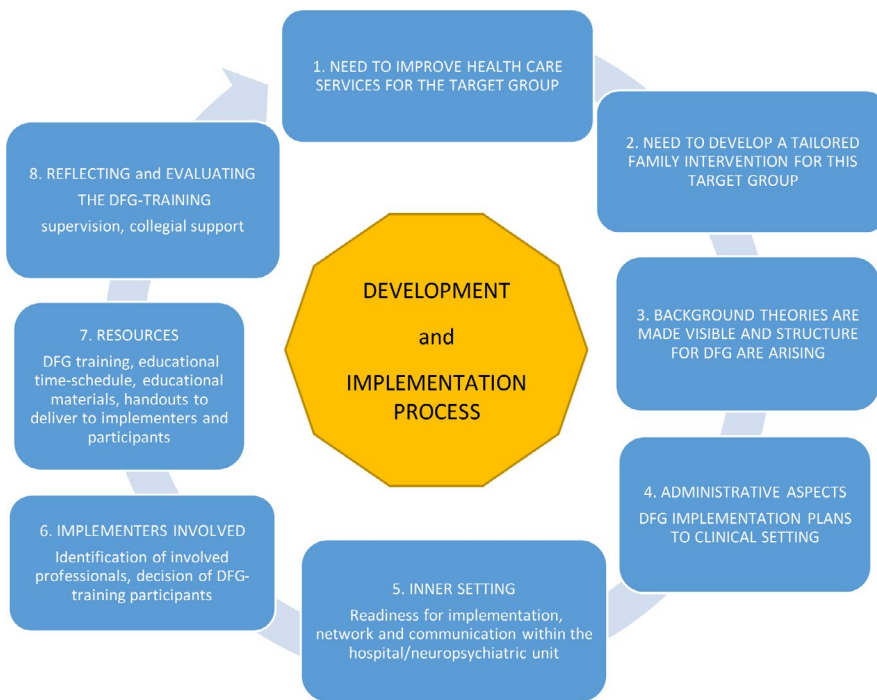 1. NEED TO IMPROVE HEALTH CARE
SERVICES FOR THE TARGET GROUP
2. NEED TO DEVELOP A TAILORED
FAMILY INTERVENTION FOR THIS
TARGET GROUP
3. BACKGROUND THEORIES ARE
MADE VISIBLE AND STRUCTURE
FOR DFG ARE ARISING
4. ADMINISTRATIVE ASPECTS
DFG IMPLEMENTATION PLANS
TO CLINICAL SETTING
5. INNER SETTING
Readiness for implementation,
network and communication within the
hospital/neuropsychiatric unit
6. IMPLEMENTERS INVOLVED
Identification of involved
professionals, decision of DFG-
training participants
7. RESOURCES
DFG training, educational
time-schedule, educational
materials, handouts to
deliver to implementers and
participants
8. REFLECTING and EVALUATING
THE DFG-TRAINING
supervision, collegial support
DEVELOPMENT
and
IMPLEMENTATION
PROCESS